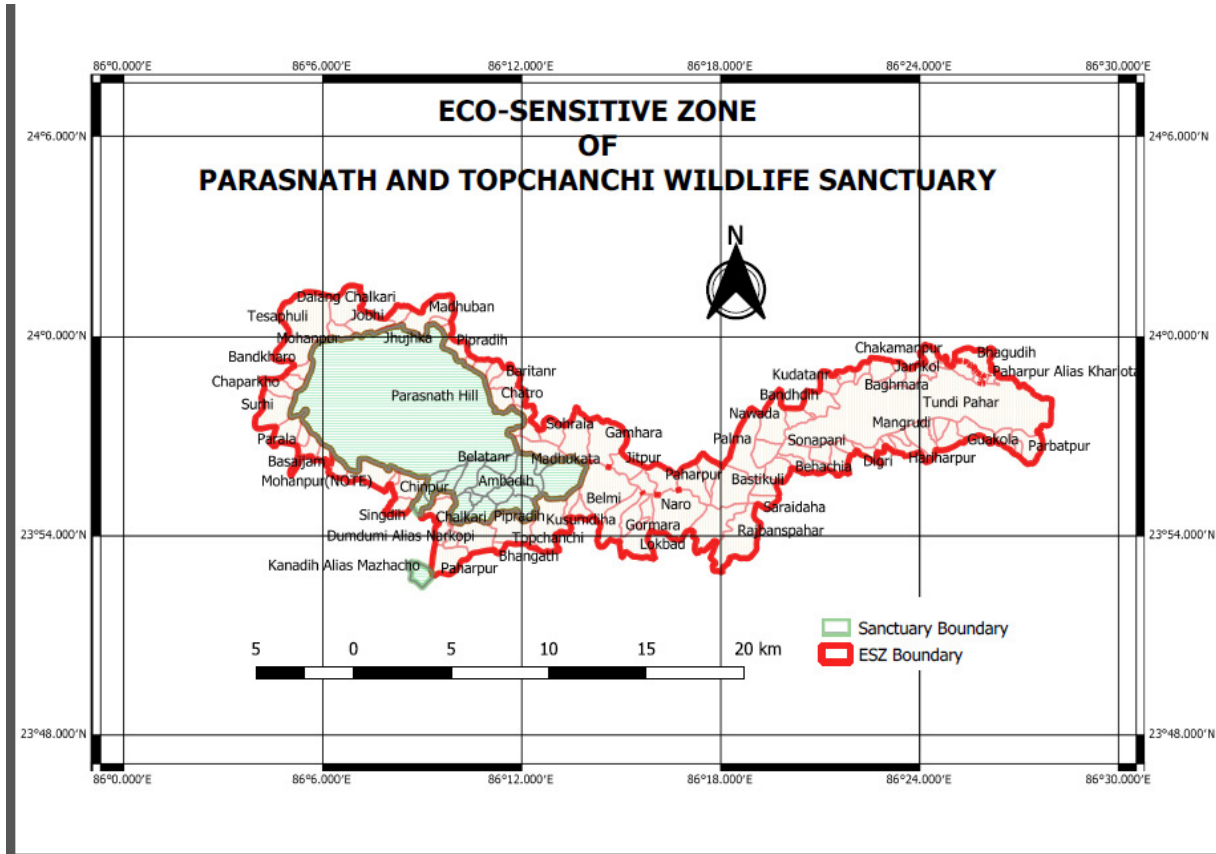 86°0.000'E 86°6.000'E 86°12.000'E 86°18.000'E 86°24.000'E 86°30.000'E
ECO-SENSITIVE ZONE
OF
PARASNATH AND TOPCHANCHI WILDLIFE SANCTUARY
24°6.000'N 24°6.000'N
N
Dalang Chalkari
Madhuban
Tesaphuli
Jobhi
24°0.000'N 24°0.000'N
Mohanpur
Jhujhka
Pipradih
Chakamanpur
Bhagudih
Bandkharo
Jamkol
Baritanr
Kudatanr
Paharpur Alias Khariota
Chaparkho
Baghmara
Parasnath Hill
Chatro
Bandhdih
Surhi
Tundi Pahar
Nawada
Sohrala
Mangrudi
Gamhara
Parala
Palma
Sonapani
Guakola
Parbatpur
Belatanr
Madhukata
Jitpur
Hariharpur
Basaijam
Digri
Behachia
Mohanpur(NOTE)
Chinpur
Ambadih
Paharpur
Bastikuli
Belmi
Naro
Saraidaha
Singdih
Chalkari
Pipradih
Kusumdiha
Gormara
Rajbanspahar
23°54.000'N 23°54.000'N
Dumdumi Alias Narkopi
Topchanchi
Lokbad
Bhangath
Kanadih Alias Mazhacho
Paharpur
Sanctuary Boundary
ESZ Boundary
5 0 5 10 15 20 km
23°48.000'N 23°48.000'N
86°0.000'E 86°6.000'E 86°12.000'E 86°18.000'E 86°24.000'E 86°30.000'E